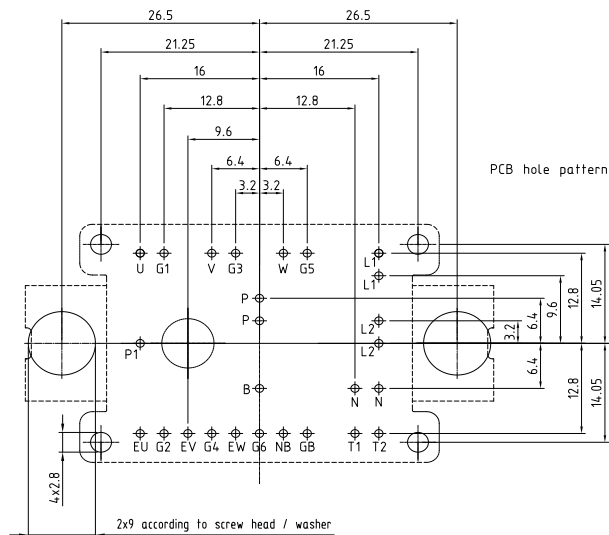 26.5 26.5
21.25 21.25
16 16
12.8 12.8
9.6
6.4 6.4
PCB hole pattern
3.2 3.2
U G1 V G3 W G5 L1
L1
P
P
L2
P1 L2
3.2 6.4 9.6 12.8 14.05
B N N
6.4 12.8 14.05
EU G2 EV G4 EW G6 NB GB T1 T2
4x2.8
2x9 according to screw head / washer